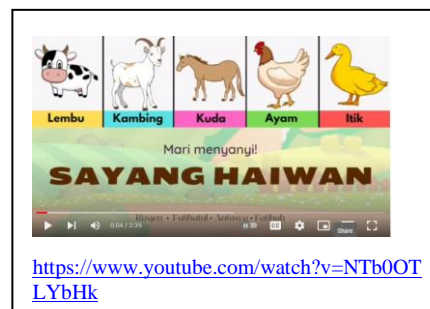 Lembu Kambing Kuda Ayam Itik
Mari menyanyi!
SAYANG HAIWAN
0:04 / 2:39
Share
https://www.youtube.com/watch?v=NTb0OT
LYbHk